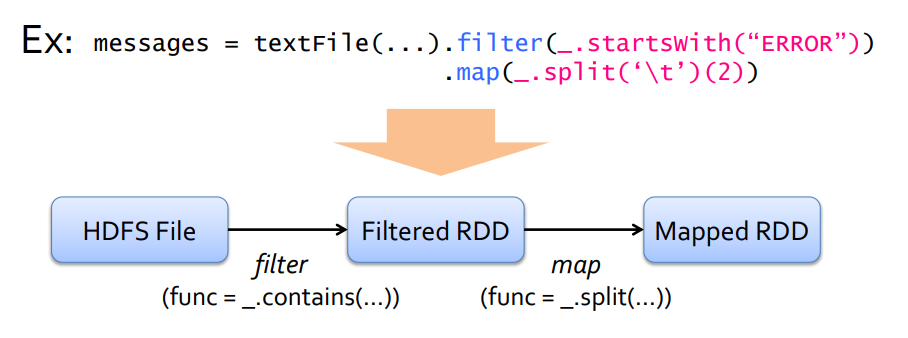 Ex: messages = textFile(...).filter(_.startsWith(“ERROR”))
.map(_.split(‘\t’)(2))
HDFS File
Filtered RDD
Mapped RDD
filter
(func = _.contains(...))
map
(func = _.split(...))